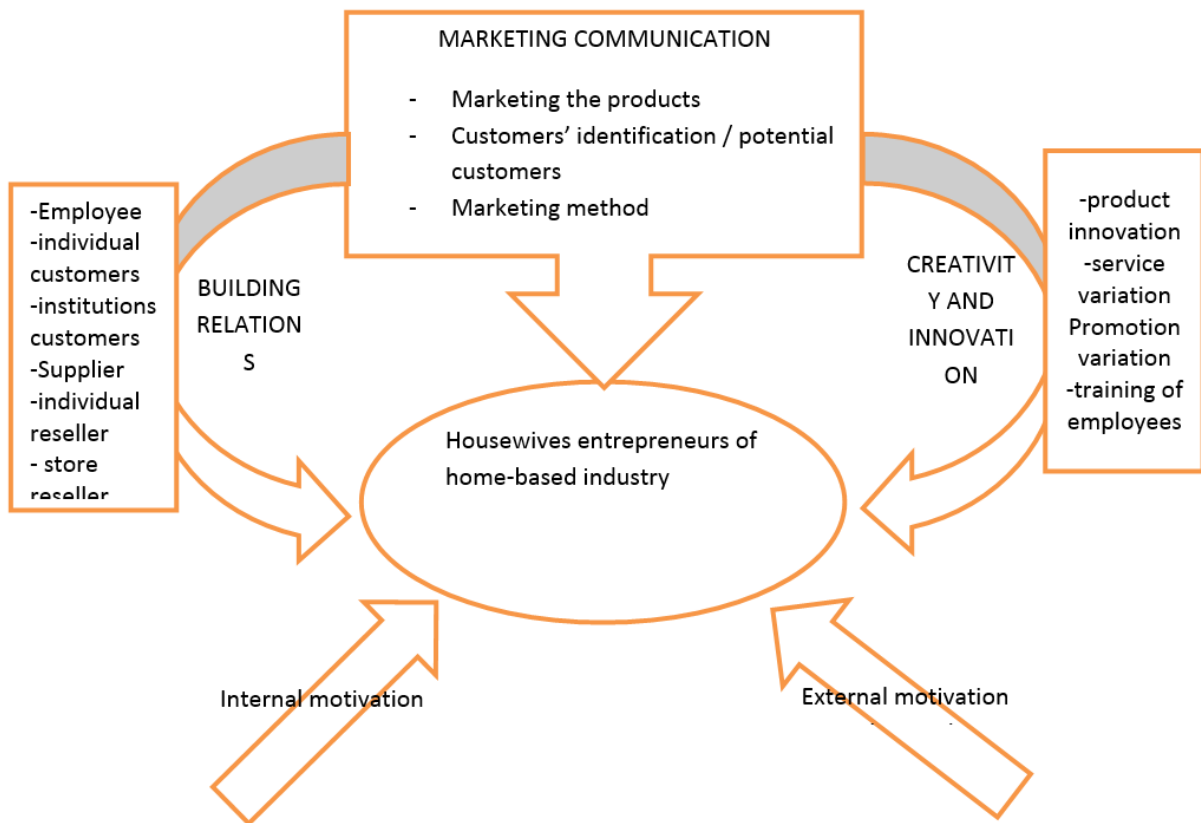 MARKETING COMMUNICATION
- Marketing the products
- Customers’ identification / potential
customers
- Marketing method
-Employee
-individual
customers
-institutions
customers
-Supplier
-individual
reseller
- store
reseller
BUILDING
RELATION
S
CREATIVIT
Y AND
INNOVATI
ON
-product
innovation
-service
variation
Promotion
variation
-training of
employees
Housewives entrepreneurs of
home-based industry
Internal motivation
External motivation